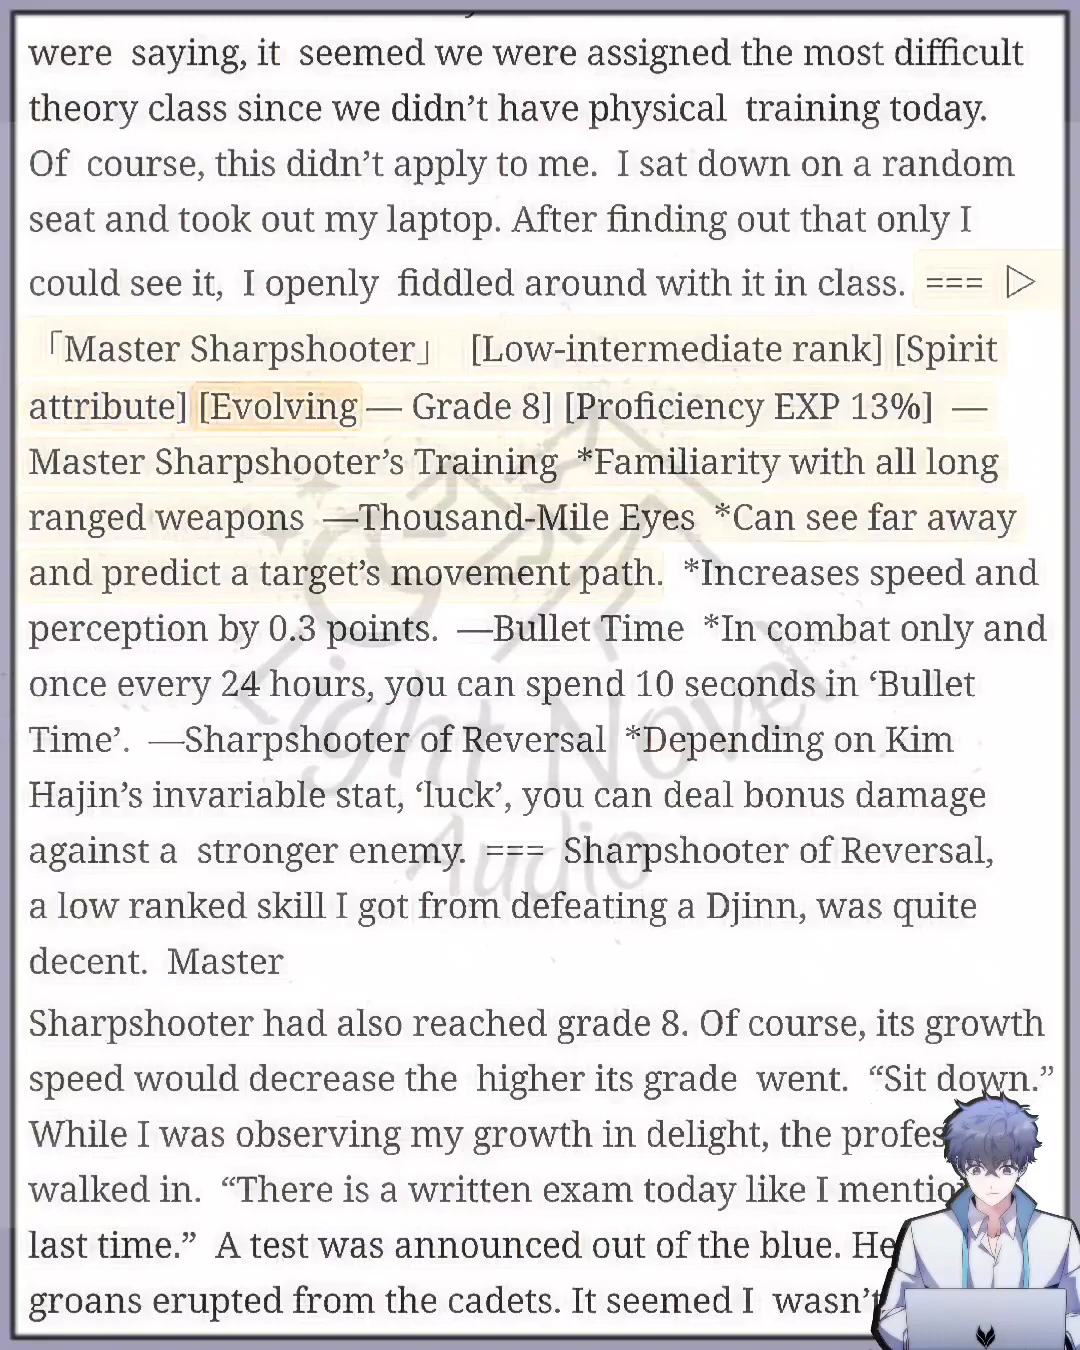 were saying, it seemed we were assigned the most difficult
theory class since we didn’t have physical training today.
Of course, this didn’t apply to me. I sat down on a random
seat and took out my laptop. After finding out that only I
could see it, I openly fiddled around with it in class. === ▷
「Master Sharpshooter」 [Low-intermediate rank] [Spirit
attribute] [Evolving — Grade 8] [Proficiency EXP 13%] —
Master Sharpshooter’s Training *Familiarity with all long
ranged weapons —Thousand-Mile Eyes *Can see far away
and predict a target’s movement path. *Increases speed and
perception by 0.3 points. —Bullet Time *In combat only and
once every 24 hours, you can spend 10 seconds in ‘Bullet
Time’. —Sharpshooter of Reversal *Depending on Kim
Hajin’s invariable stat, ‘luck’, you can deal bonus damage
against a stronger enemy. === Sharpshooter of Reversal,
a low ranked skill I got from defeating a Djinn, was quite
decent. Master
Sharpshooter had also reached grade 8. Of course, its growth
speed would decrease the higher its grade went. “Sit down.”
While I was observing my growth in delight, the profes
walked in. “There is a written exam today like I mentio
last time.” A test was announced out of the blue. He
groans erupted from the cadets. It seemed I wasn’t
Light Novel
Audio